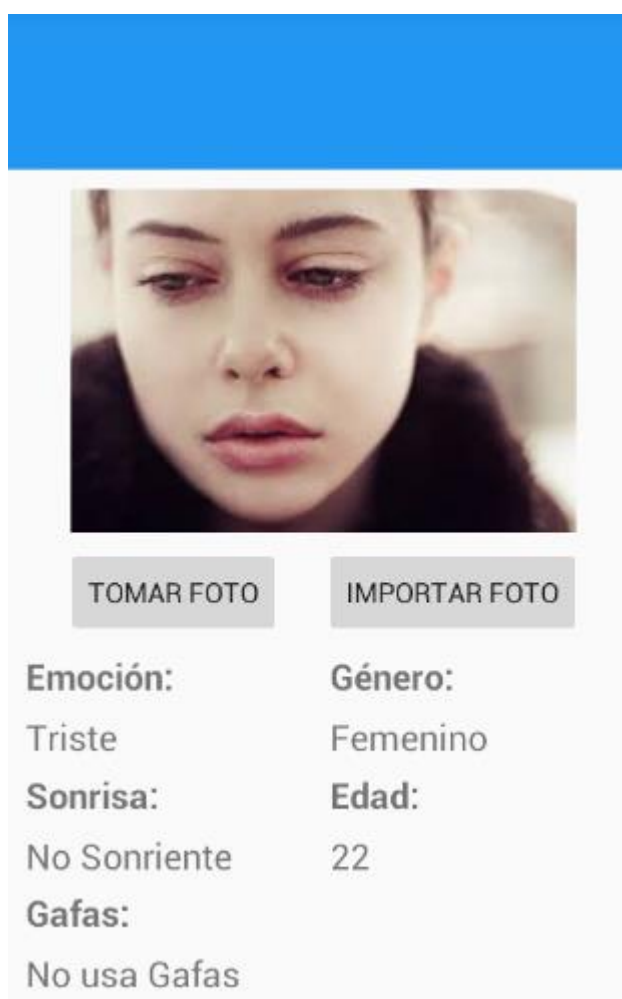 TOMAR FOTO
IMPORTAR FOTO
Emoción:
Género:
Triste
Femenino
Sonrisa:
Edad:
No Sonriente
22
Gafas:
No usa Gafas